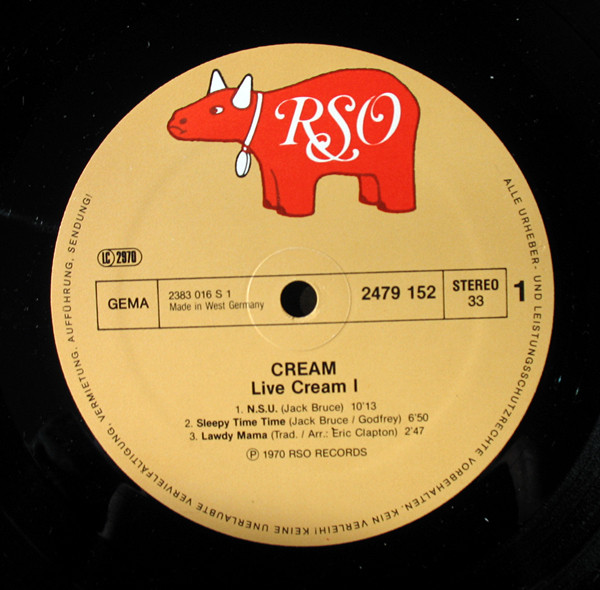 RSO
LC 2970
GEMA
2383 016 S 1
Made in West Germany
2479 152
STEREO
33
1
CREAM
Live Cream I
1. N.S.U. (Jack Bruce) 10'13
2. Sleepy Time Time (Jack Bruce / Godfrey) 6'50
3. Lawdy Mama (Trad. / Arr.: Eric Clapton) 2'47
Ⓟ 1970 RSO RECORDS
ALLE URHEBER- UND LEISTUNGSSCHUTZRECHTE VORBEHALTEN. KEIN VERLEIH! KEINE UNERLAUBTE VERVIELFÄLTIGUNG, VERMIETUNG, AUFFÜHRUNG, SENDUNG!